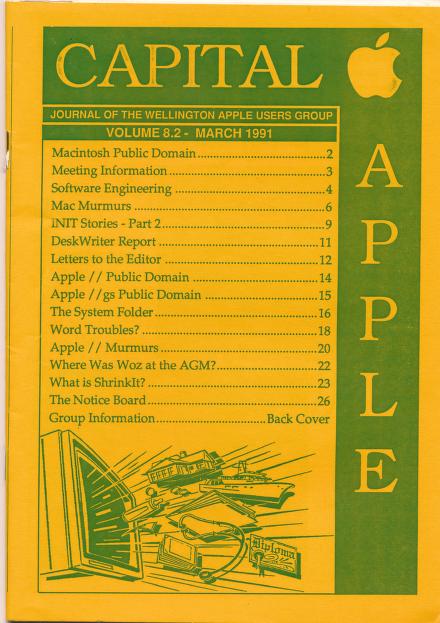 CAPITAL
APPLE
JOURNAL OF THE WELLINGTON APPLE USERS GROUP
VOLUME 8.2 - MARCH 1991
Macintosh Public Domain 2
Meeting Information 3
Software Engineering 4
Mac Murmurs 6
INIT Stories - Part 2 9
DeskWriter Report 11
Letters to the Editor 12
Apple // Public Domain 14
Apple //gs Public Domain 15
The System Folder 16
Word Troubles? 18
Apple // Murmurs 20
Where Was Woz at the AGM? 22
What is ShrinkIt? 23
The Notice Board 26
Group Information Back Cover
Diploma